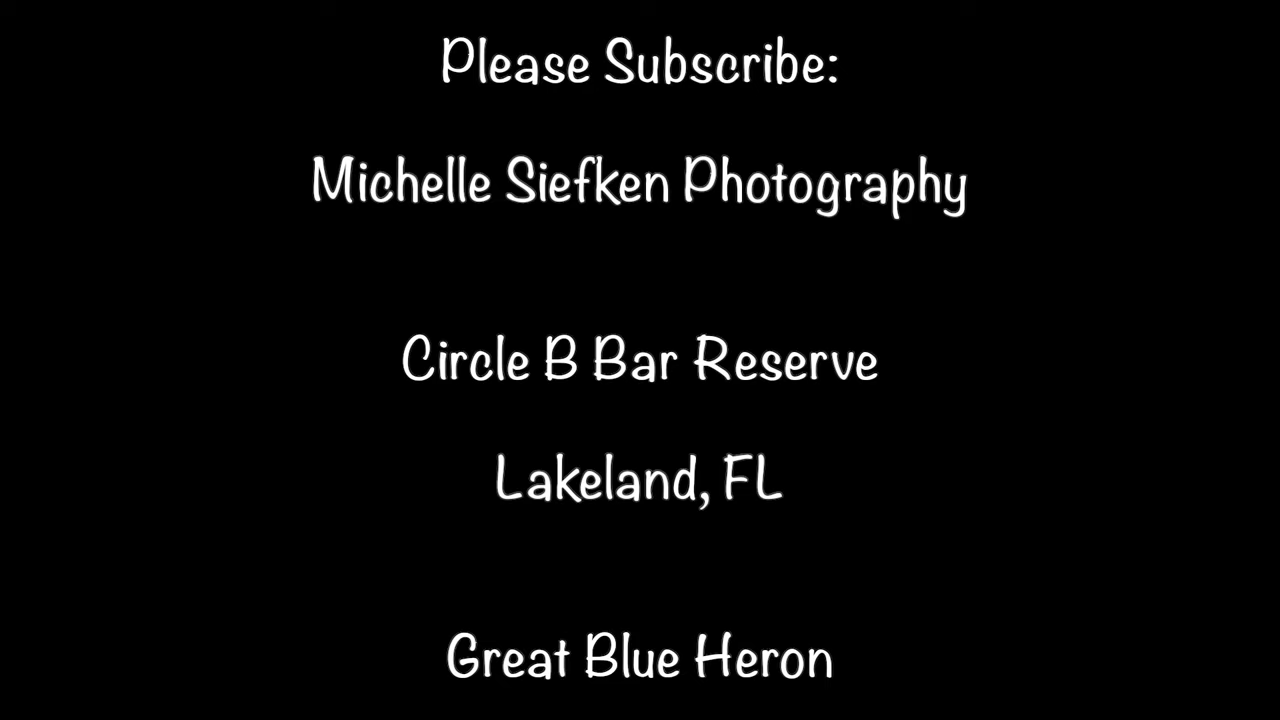 Please Subscribe:
Michelle Siefken Photography
Circle B Bar Reserve
Lakeland, FL
Great Blue Heron